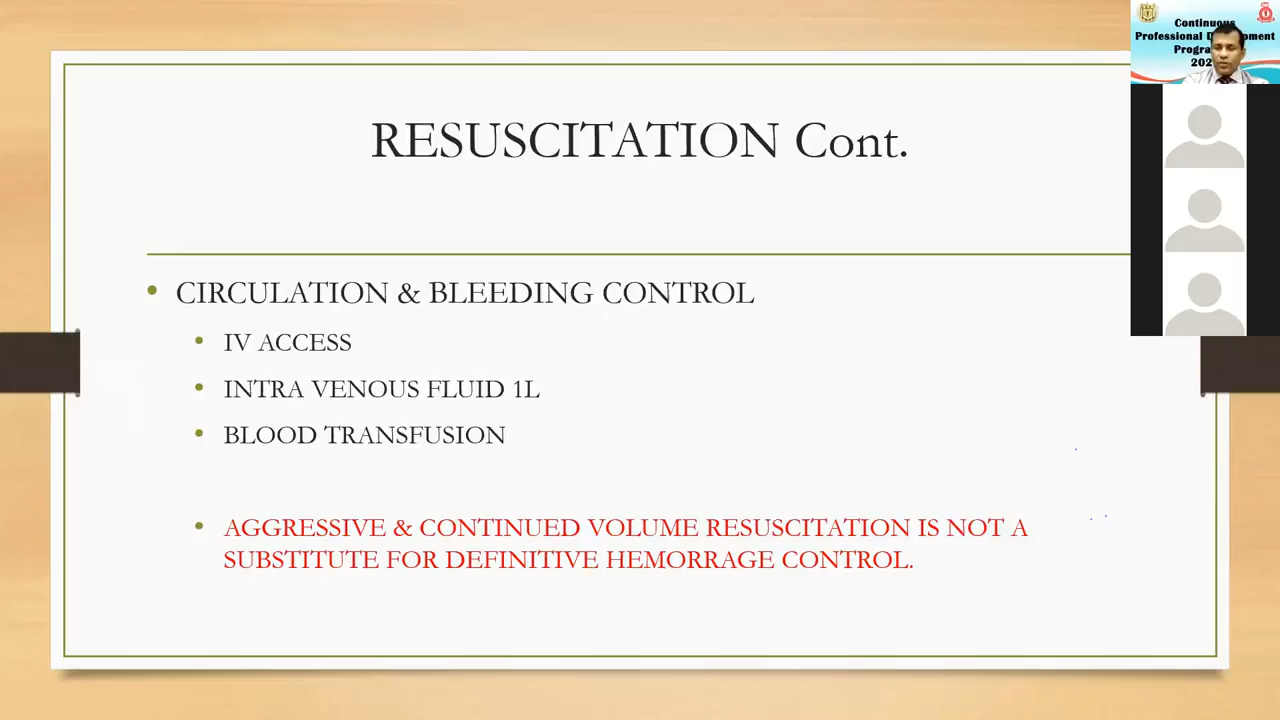 Continuous
Professional
Progra
202
RESUSCITATION Cont.
• CIRCULATION & BLEEDING CONTROL
• IV ACCESS
• INTRA VENOUS FLUID 1L
• BLOOD TRANSFUSION
• AGGRESSIVE & CONTINUED VOLUME RESUSCITATION IS NOT A
SUBSTITUTE FOR DEFINITIVE HEMORRAGE CONTROL.